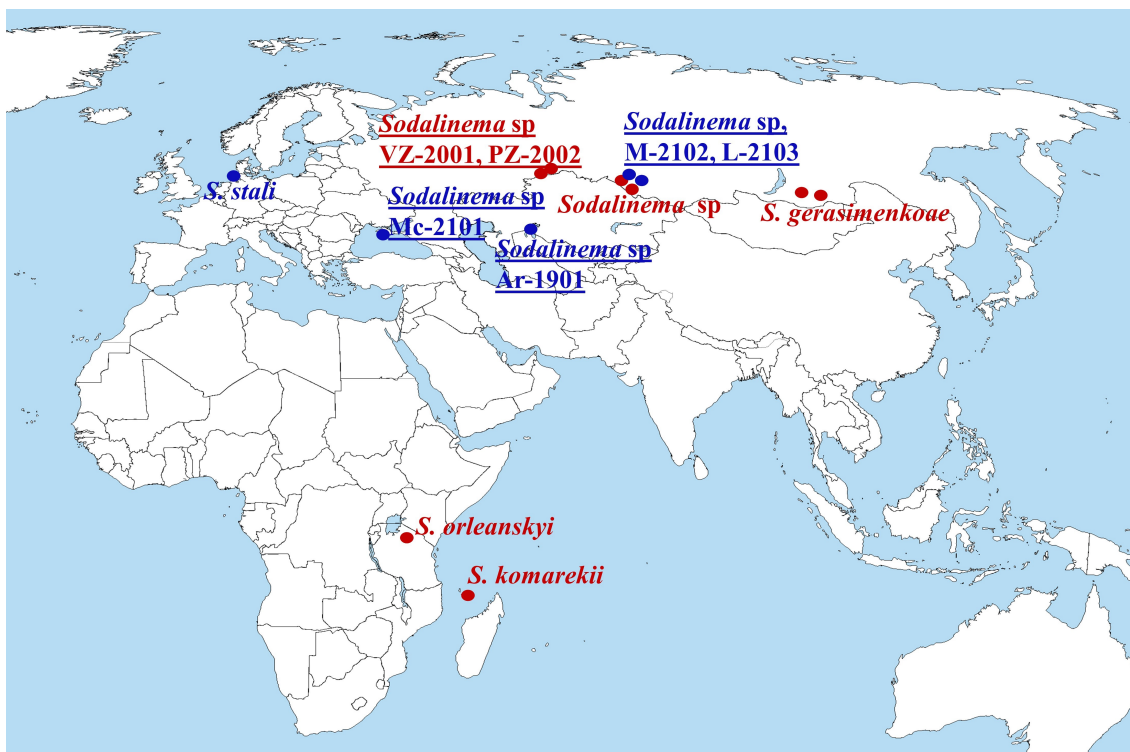 Sodalinema sp
VZ-2001, PZ-2002
Sodalinema sp,
M-2102, L-2103
S. stali
Sodalinema sp
Mc-2101
Sodalinema sp
S. gerasimenkoae
Sodalinema sp
Ar-1901
S. orleanskyi
S. komarekii